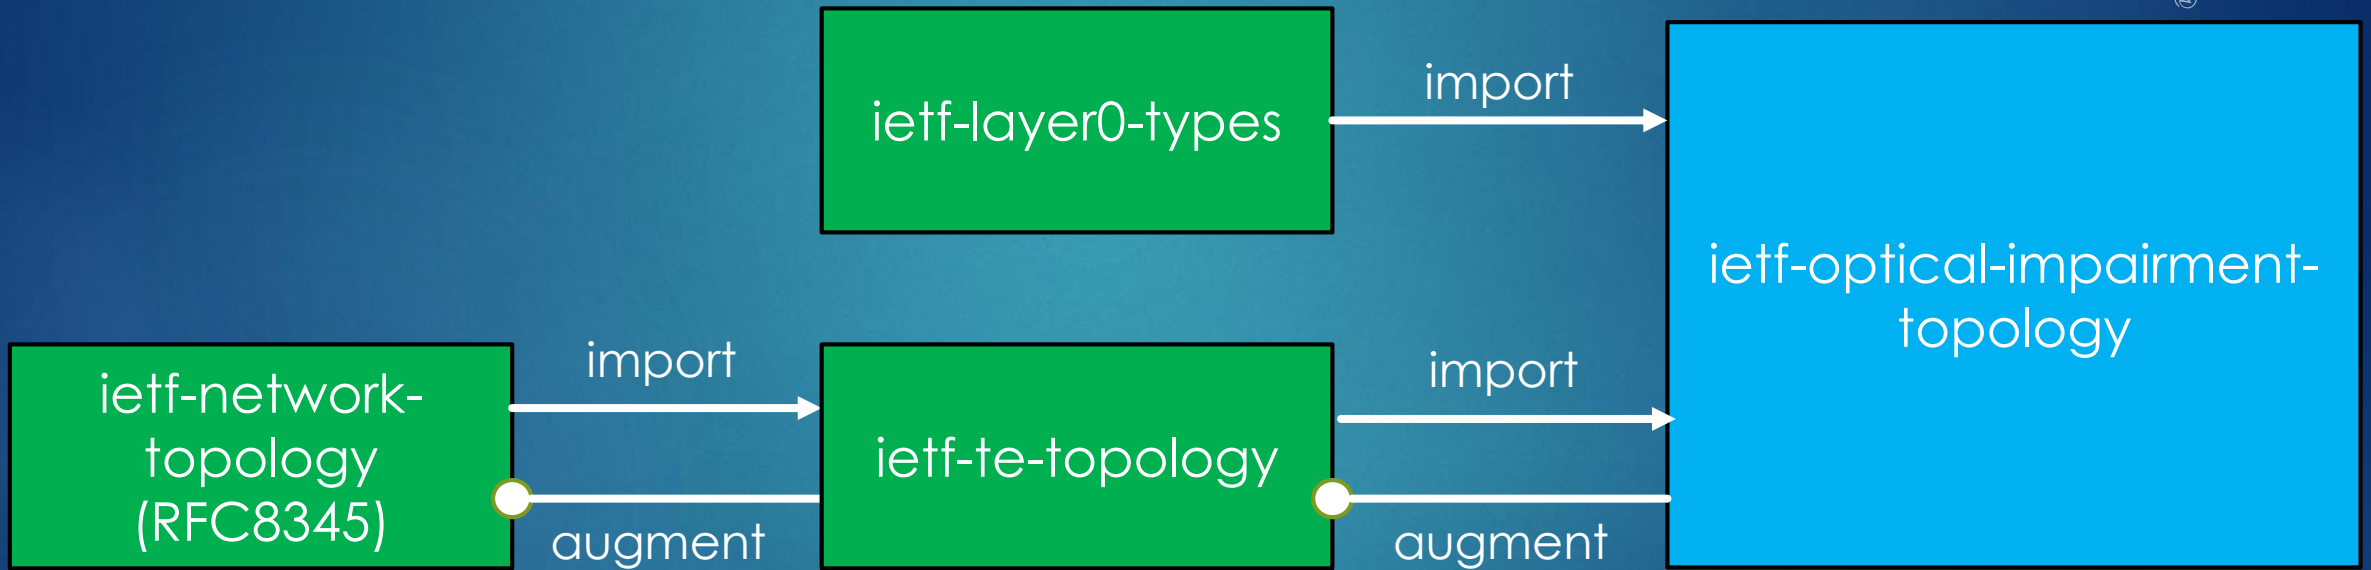 ietf-layer0-types
import
ietf-optical-impairment-
topology
ietf-network-
topology
(RFC8345)
import
augment
ietf-te-topology
import
augment